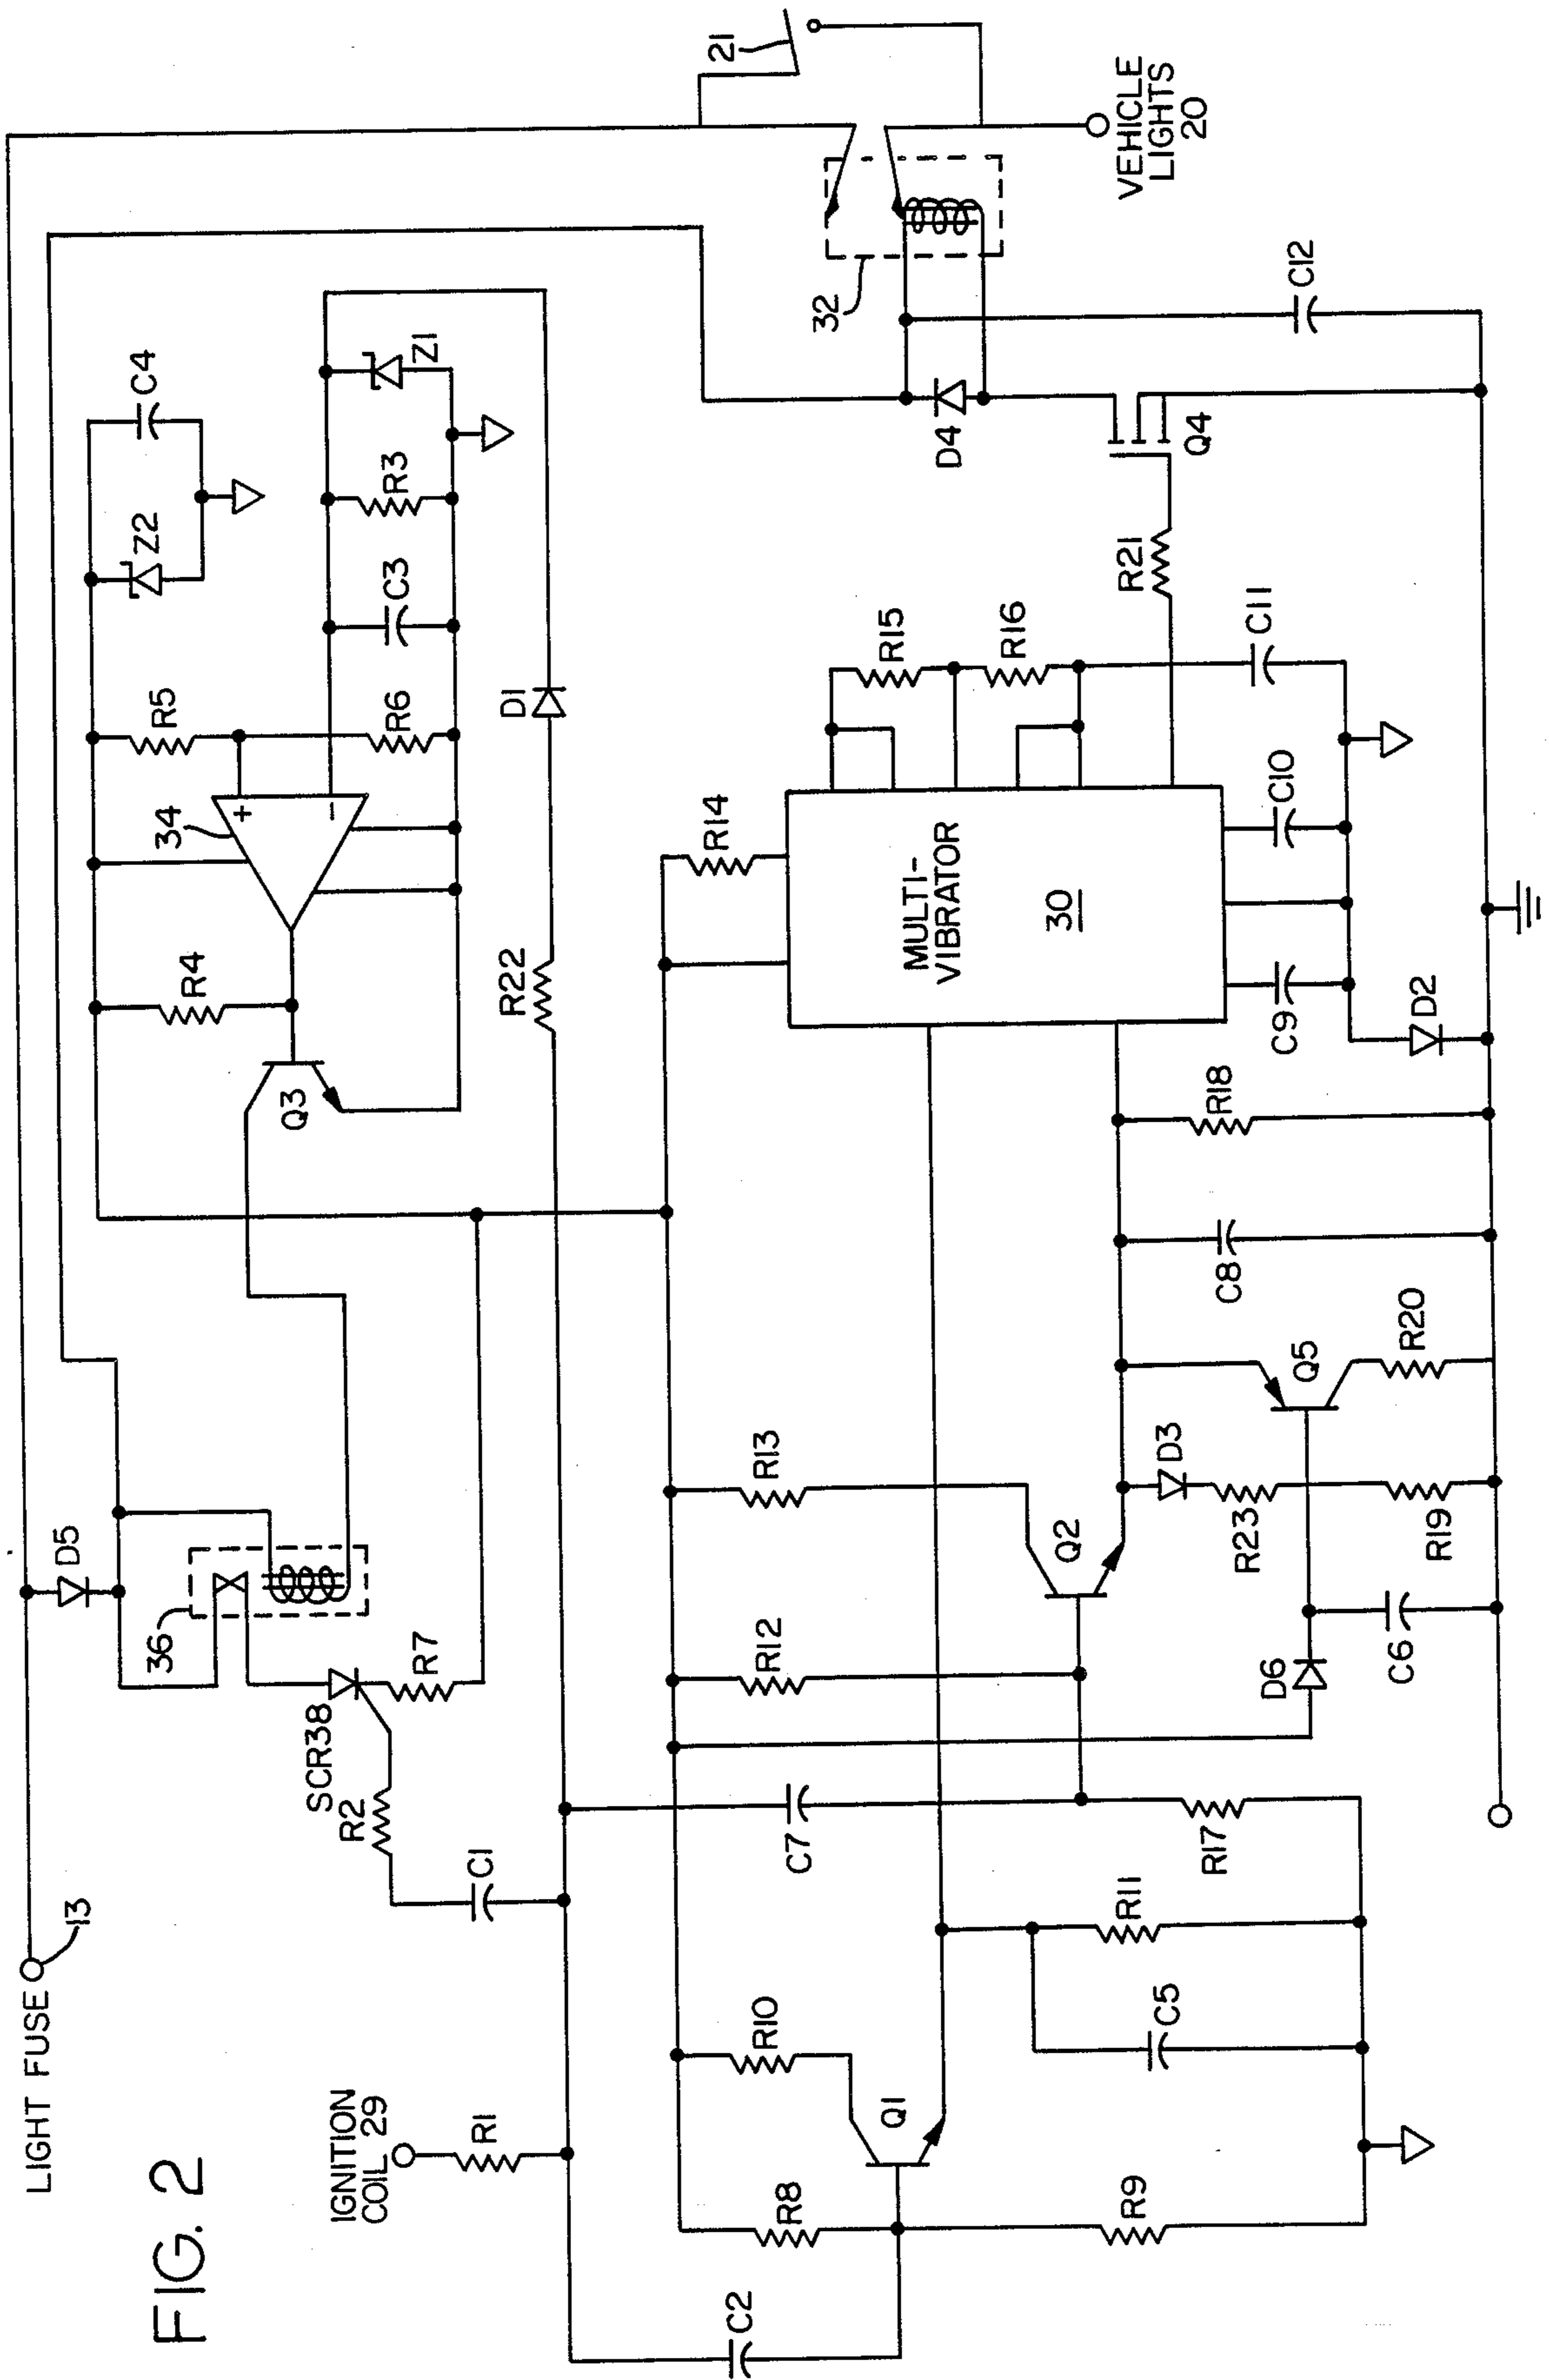 FIG. 2
LIGHT FUSE
13
IGNITION
COIL 29
R1
C2
R8
R9
Q1
R10
C5
R11
R17
C7
C1
R2
SCR38
R7
36
D5
R12
Q2
R13
D6
C6
R23
D3
R19
Q5
R20
C8
R18
Q3
R4
34
+
−
R5
R6
C3
R3
Z1
Z2
C4
R22
D1
R14
MULTI-
VIBRATOR
30
R15
R16
C9
C10
C11
D2
R21
Q4
D4
32
C12
21
VEHICLE
LIGHTS
20